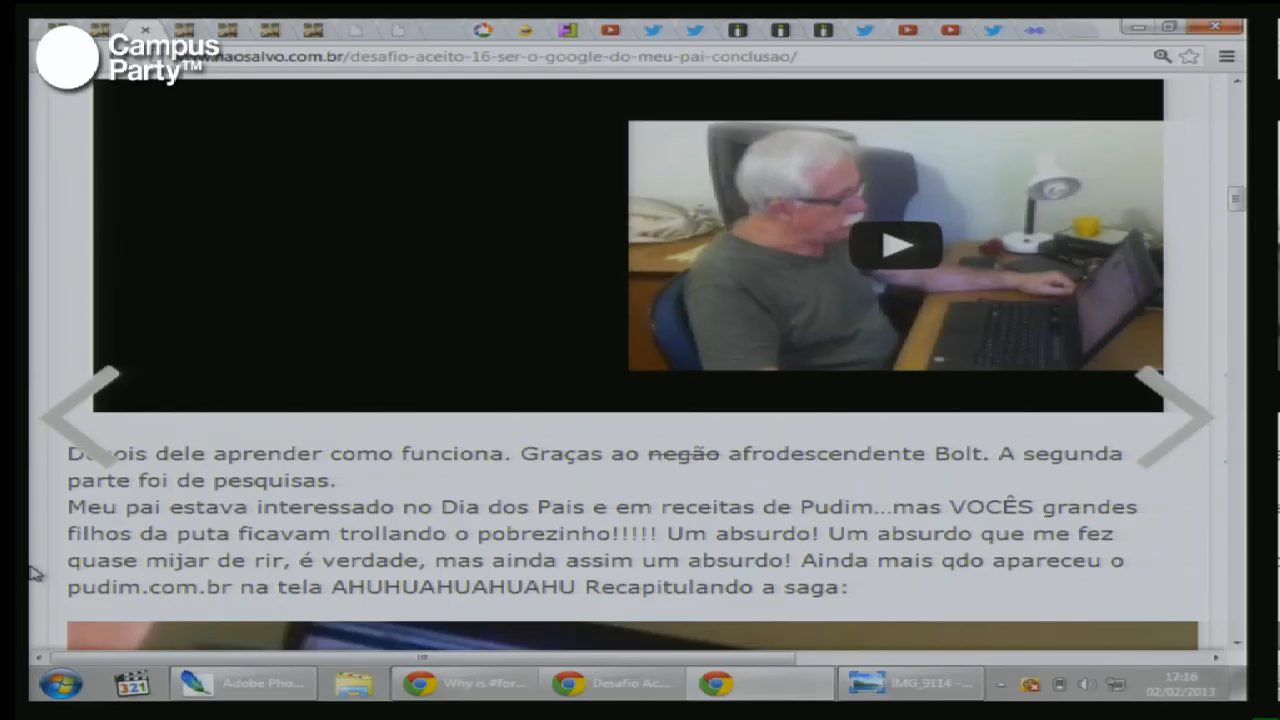 Campus
Party™
naosalvo.com.br/desafio-aceito-16-ser-o-google-do-meu-pai-conclusao/
Depois dele aprender como funciona. Graças ao negão afrodescendente Bolt. A segunda
parte foi de pesquisas.
Meu pai estava interessado no Dia dos Pais e em receitas de Pudim...mas VOCÊS grandes
filhos da puta ficavam trollando o pobrezinho!!!!! Um absurdo! Um absurdo que me fez
quase mijar de rir, é verdade, mas ainda assim um absurdo! Ainda mais qdo apareceu o
pudim.com.br na tela AHUHUAHUAHUAHU Recapitulando a saga:
321
Adobe Pho...
Why is #for...
Desafio Ac...
IMG_9114 -...
17:16
02/02/2013